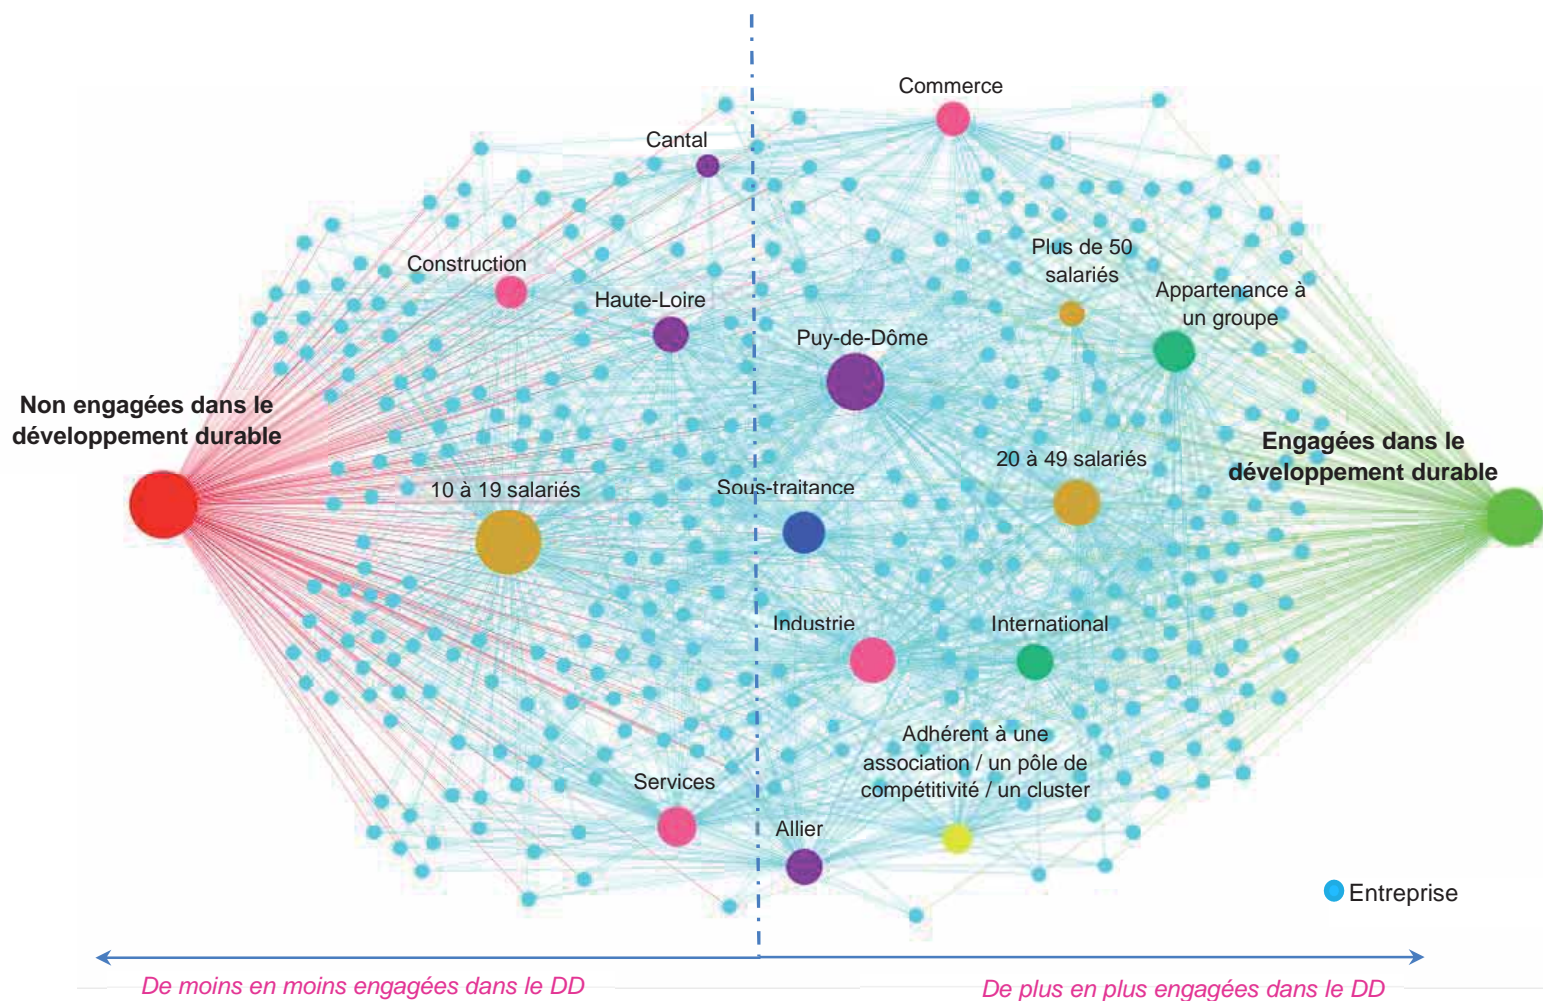 Commerce
Cantal
Plus de 50
salariés
Construction
Appartenance à
un groupe
Haute-Loire
Puy-de-Dôme
Non engagées dans le
développement durable
Engagées dans le
développement durable
20 à 49 salariés
10 à 19 salariés
Sous-traitance
Industrie
International
Adhérent à une
association / un pôle de
compétitivité / un cluster
Services
Allier
Entreprise
De moins en moins engagées dans le DD
De plus en plus engagées dans le DD